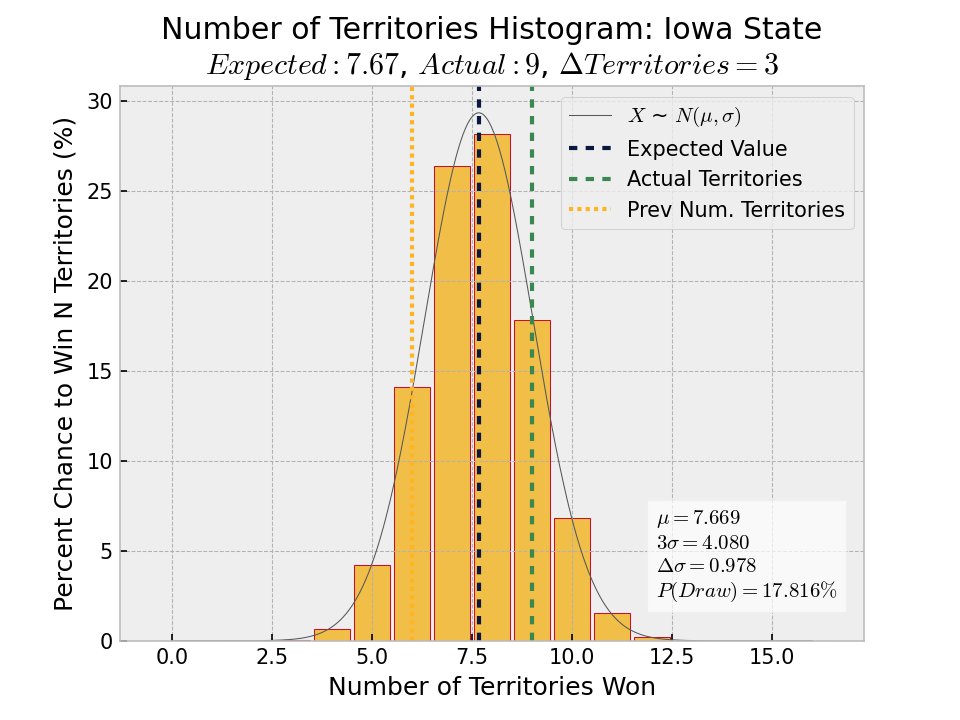 Number of Territories Histogram: Iowa State
Expected : 7.67, Actual : 9, ΔTerritories = 3
X ∼ N(μ, σ)
Expected Value
Actual Territories
Prev Num. Territories
Percent Chance to Win N Territories (%)
30
25
20
15
10
5
0
μ = 7.669
3σ = 4.080
Δσ = 0.978
P(Draw) = 17.816%
0.0 2.5 5.0 7.5 10.0 12.5 15.0
Number of Territories Won